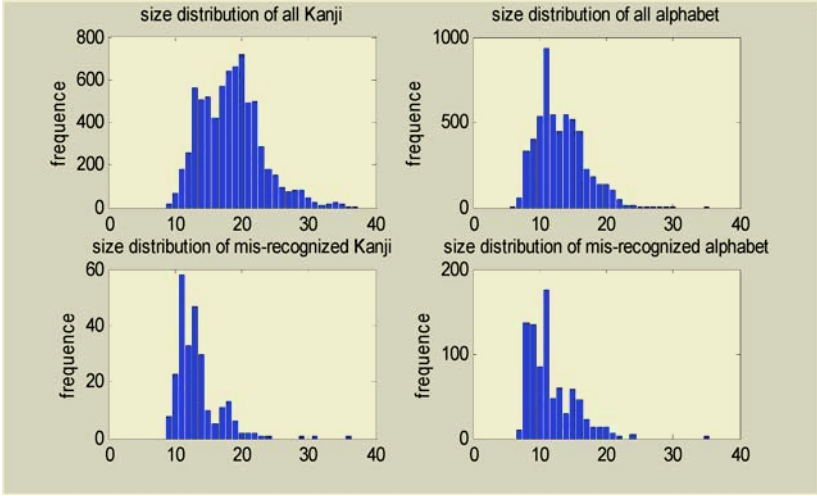 size distribution of all Kanji
800
600
400
200
0
frequence
0 10 20 30 40
size distribution of all alphabet
1000
500
0
frequence
0 10 20 30 40
size distribution of mis-recognized Kanji
60
40
20
0
frequence
0 10 20 30 40
size distribution of mis-recognized alphabet
200
100
0
frequence
0 10 20 30 40